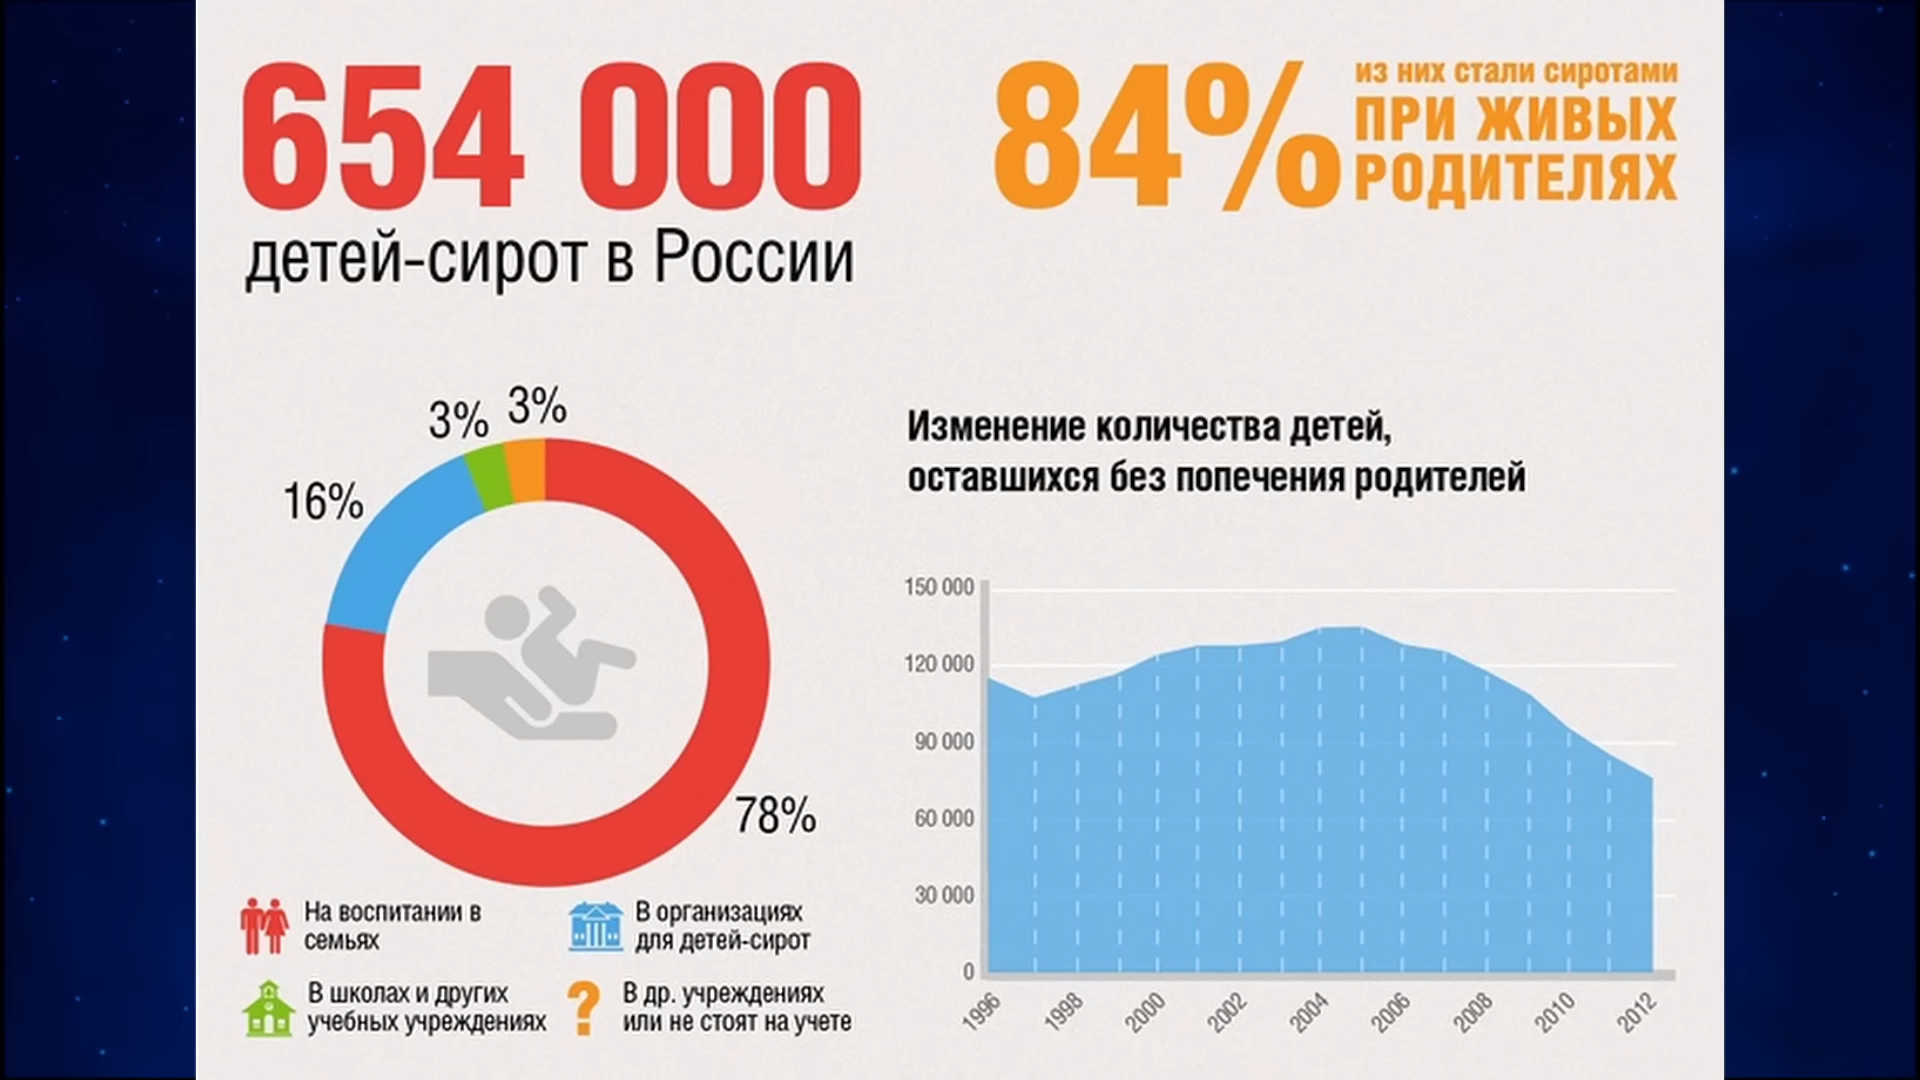 654 000
детей-сирот в России
84%
из них стали сиротами
ПРИ ЖИВЫХ
РОДИТЕЛЯХ
3%
3%
16%
78%
На воспитании в
семьях
В организациях
для детей-сирот
В школах и других
учебных учреждениях
?
В др. учреждениях
или не стоят на учете
Изменение количества детей,
оставшихся без попечения родителей
150 000
120 000
90 000
60 000
30 000
0
1996
1998
2000
2002
2004
2006
2008
2010
2012